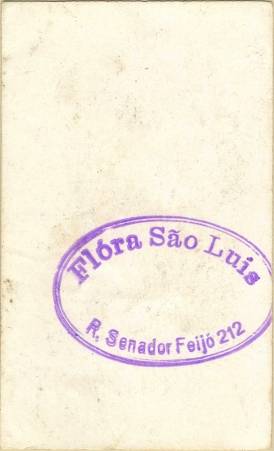 Flóra São Luis
R. Senador Feijó 212